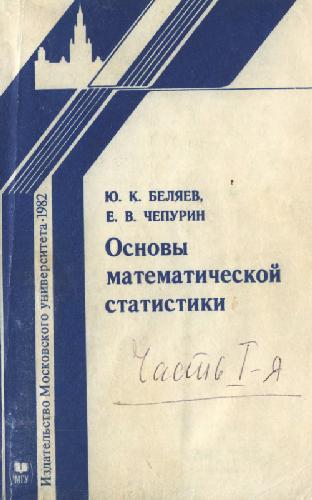 Ю. К. БЕЛЯЕВ,
Е. В. ЧЕПУРИН
Основы
математической
статистики
Часть I-я
Издательство Московского университета·1982
МГУ